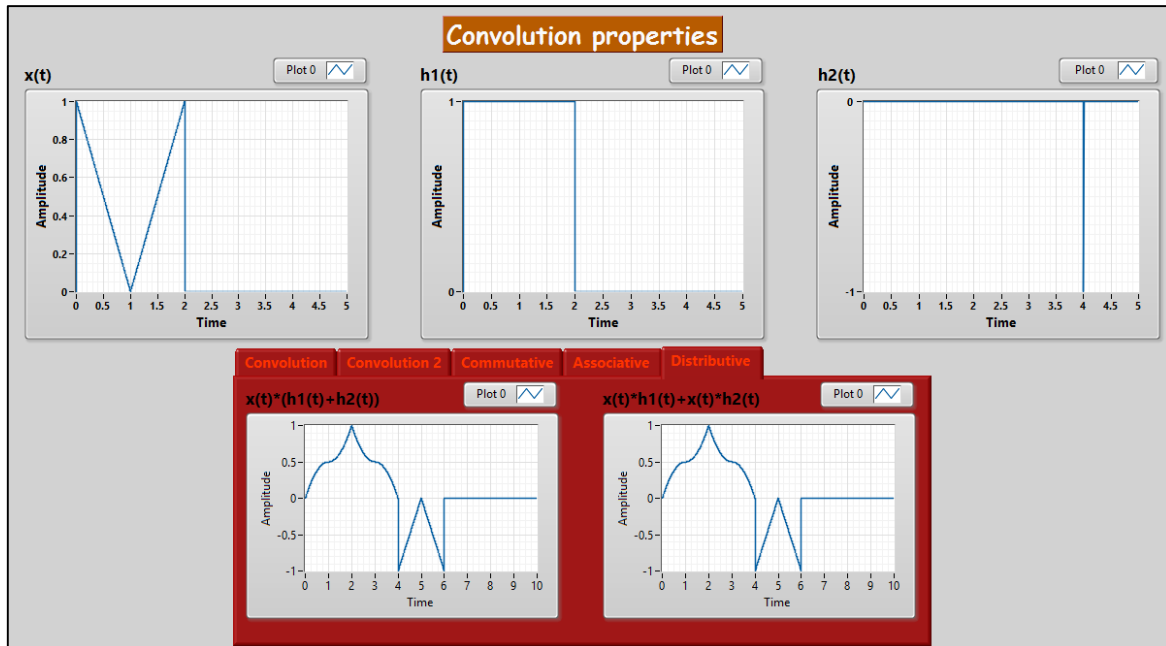 Convolution properties
x(t)
Plot 0
1
0.8
0.6
0.4
0.2
0
Amplitude
0 0.5 1 1.5 2 2.5 3 3.5 4 4.5 5
Time
h1(t)
Plot 0
1
0
Amplitude
0 0.5 1 1.5 2 2.5 3 3.5 4 4.5 5
Time
h2(t)
Plot 0
0
-1
Amplitude
0 0.5 1 1.5 2 2.5 3 3.5 4 4.5 5
Time
Convolution Convolution 2 Commutative Associative Distributive
x(t)*(h1(t)+h2(t))
Plot 0
1
0.5
0
-0.5
-1
Amplitude
0 1 2 3 4 5 6 7 8 9 10
Time
x(t)*h1(t)+x(t)*h2(t)
Plot 0
1
0.5
0
-0.5
-1
Amplitude
0 1 2 3 4 5 6 7 8 9 10
Time